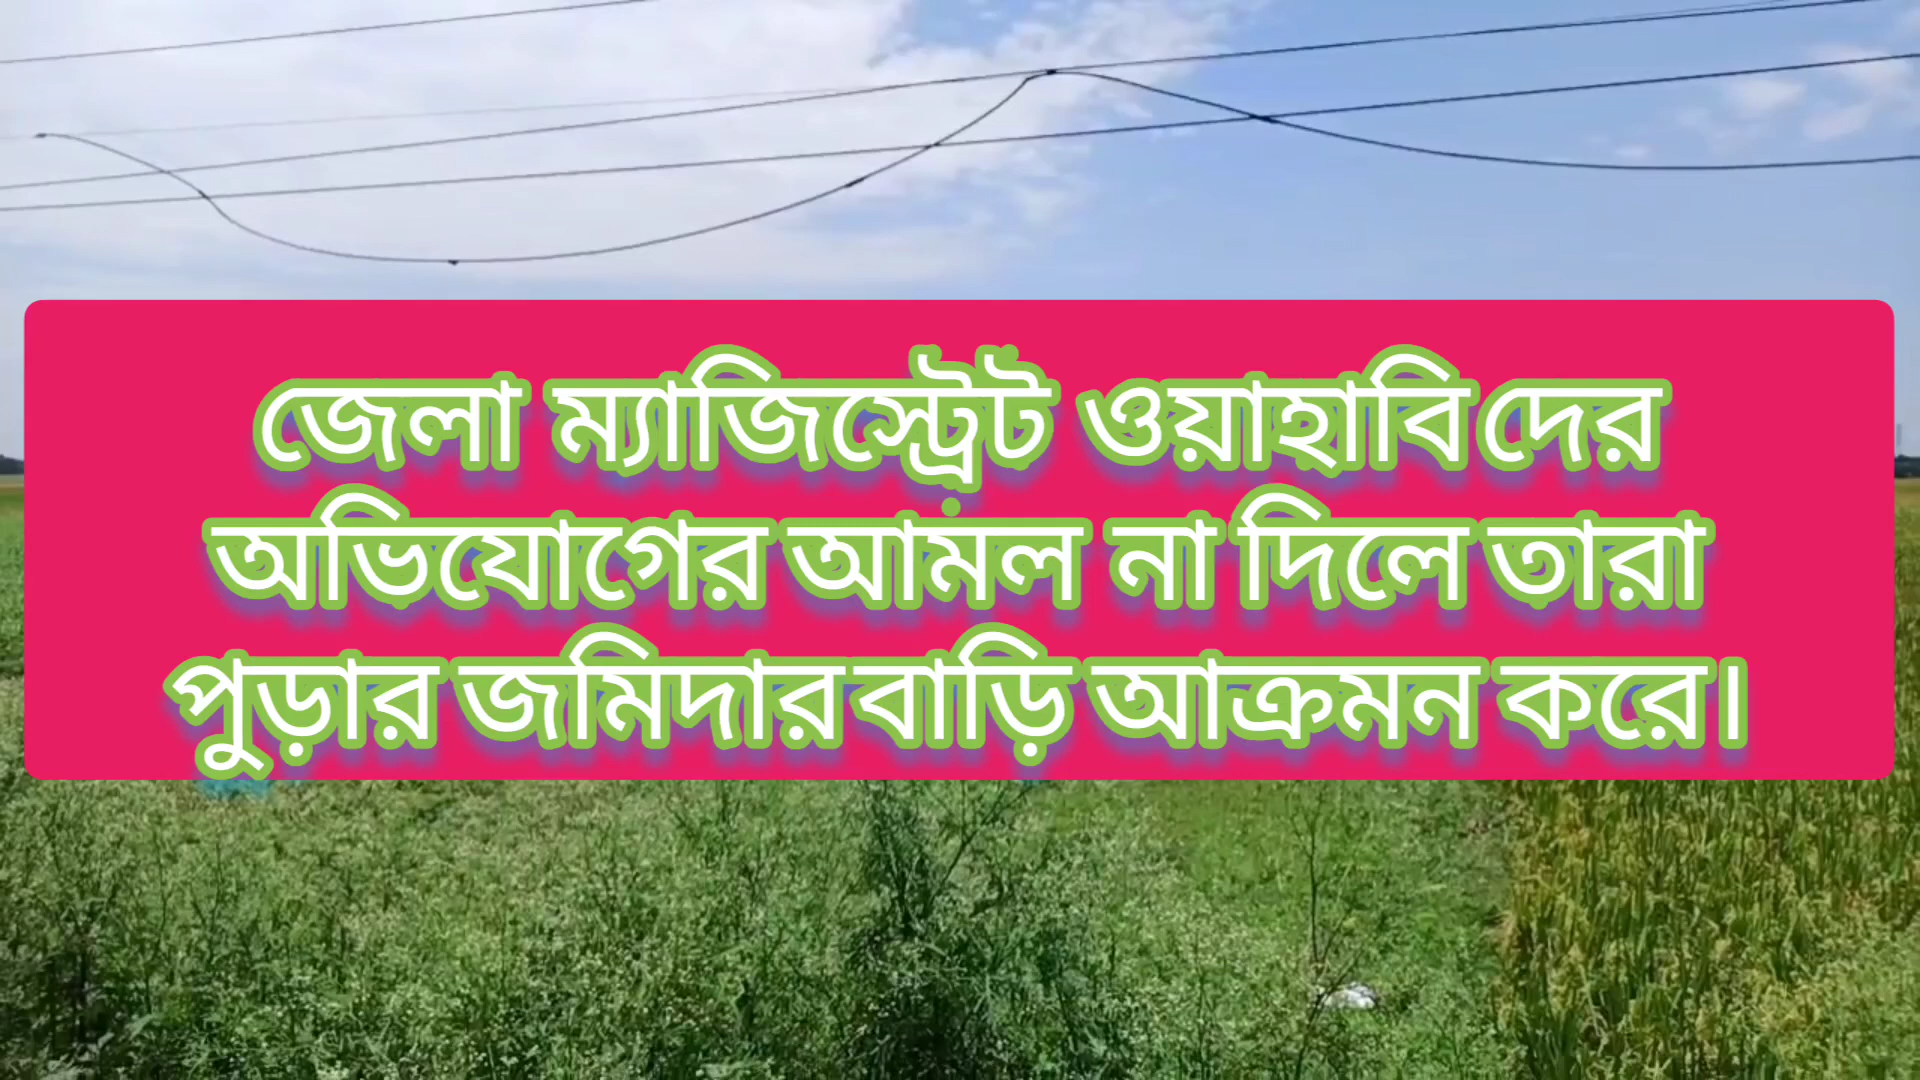 জেলা ম্যাজিস্ট্রেট ওয়াহাবি দের
অভিযোগের আমল না দিলে তারা
পুড়ার জমিদার বাড়ি আক্রমন করে।